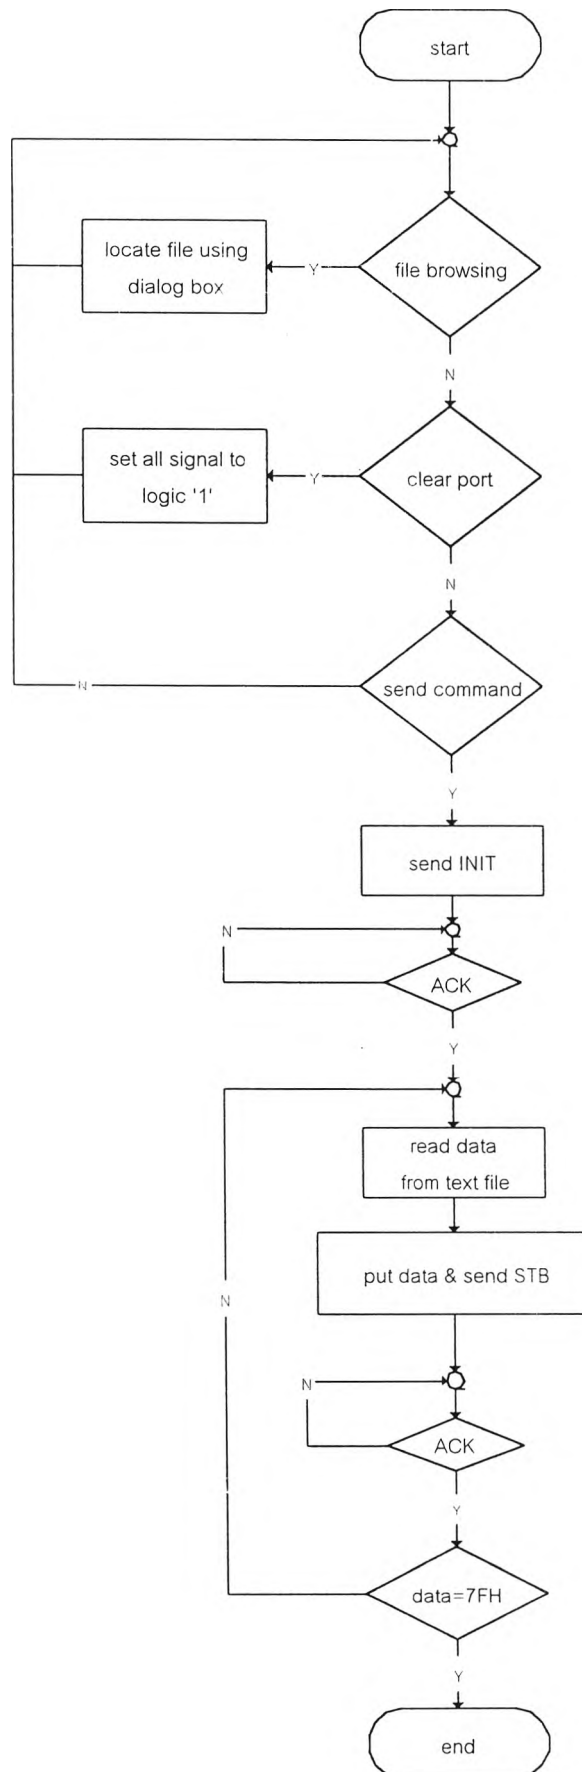 start
locate file using
dialog box
Y
file browsing
N
set all signal to
logic '1'
Y
clear port
N
N
send command
Y
send INIT
N
ACK
Y
read data
from text file
put data & send STB
N
N
ACK
Y
data=7FH
Y
end